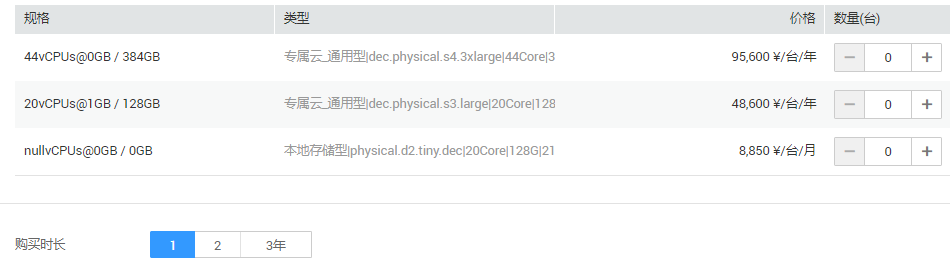 规格 类型 价格 数量(台)
44vCPUs@0GB / 384GB 专属云_通用型|dec.physical.s4.3xlarge|44Core|3 95,600 ¥/台/年 0
20vCPUs@1GB / 128GB 专属云_通用型|dec.physical.s3.large|20Core|128 48,600 ¥/台/年 0
nullvCPUs@0GB / 0GB 本地存储型|physical.d2.tiny.dec|20Core|128G|21 8,850 ¥/台/月 0
购买时长 1 2 3年